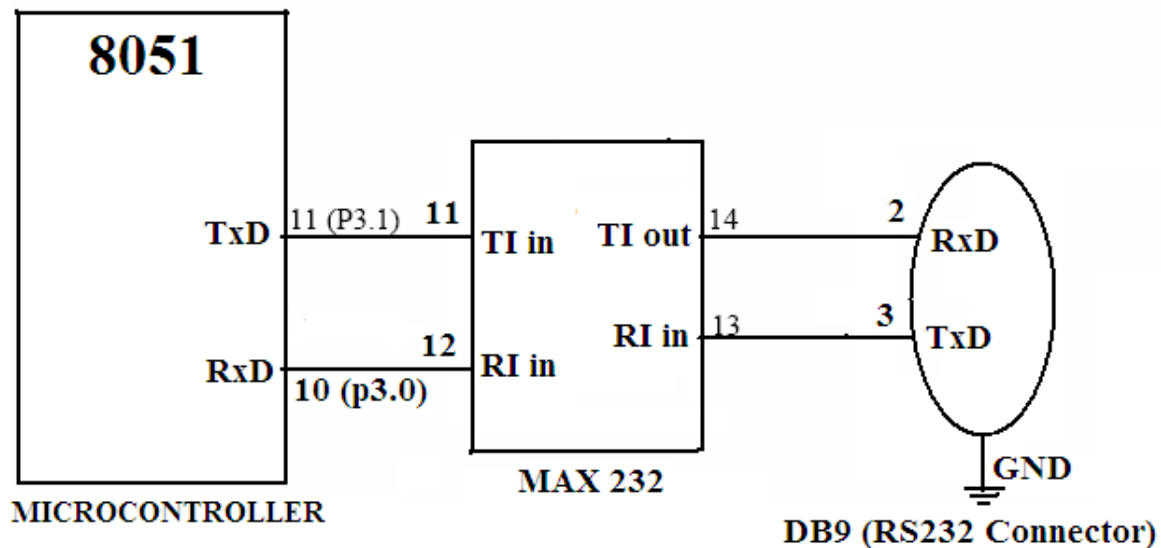 8051
TxD
11 (P3.1)
11
TI in
TI out
14
2
RxD
RxD
10 (p3.0)
12
RI in
RI in
13
3
TxD
GND
MICROCONTROLLER
MAX 232
DB9 (RS232 Connector)